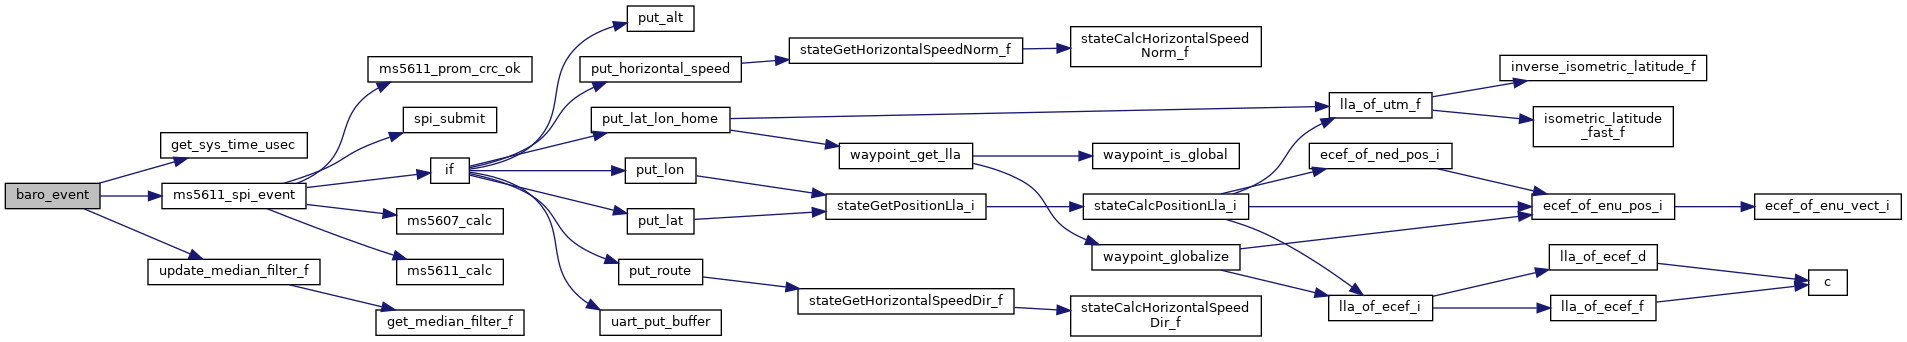 baro_event
get_sys_time_usec
ms5611_spi_event
update_median_filter_f
ms5611_prom_crc_ok
spi_submit
if
ms5607_calc
ms5611_calc
get_median_filter_f
put_alt
put_horizontal_speed
put_lat_lon_home
put_lon
put_lat
put_route
uart_put_buffer
stateGetHorizontalSpeedNorm_f
waypoint_get_lla
stateGetPositionLla_i
stateGetHorizontalSpeedDir_f
stateCalcHorizontalSpeed
Norm_f
waypoint_is_global
stateCalcPositionLla_i
waypoint_globalize
stateCalcHorizontalSpeed
Dir_f
lla_of_utm_f
ecef_of_ned_pos_i
lla_of_ecef_i
inverse_isometric_latitude_f
isometric_latitude
_fast_f
ecef_of_enu_pos_i
lla_of_ecef_d
lla_of_ecef_f
ecef_of_enu_vect_i
c